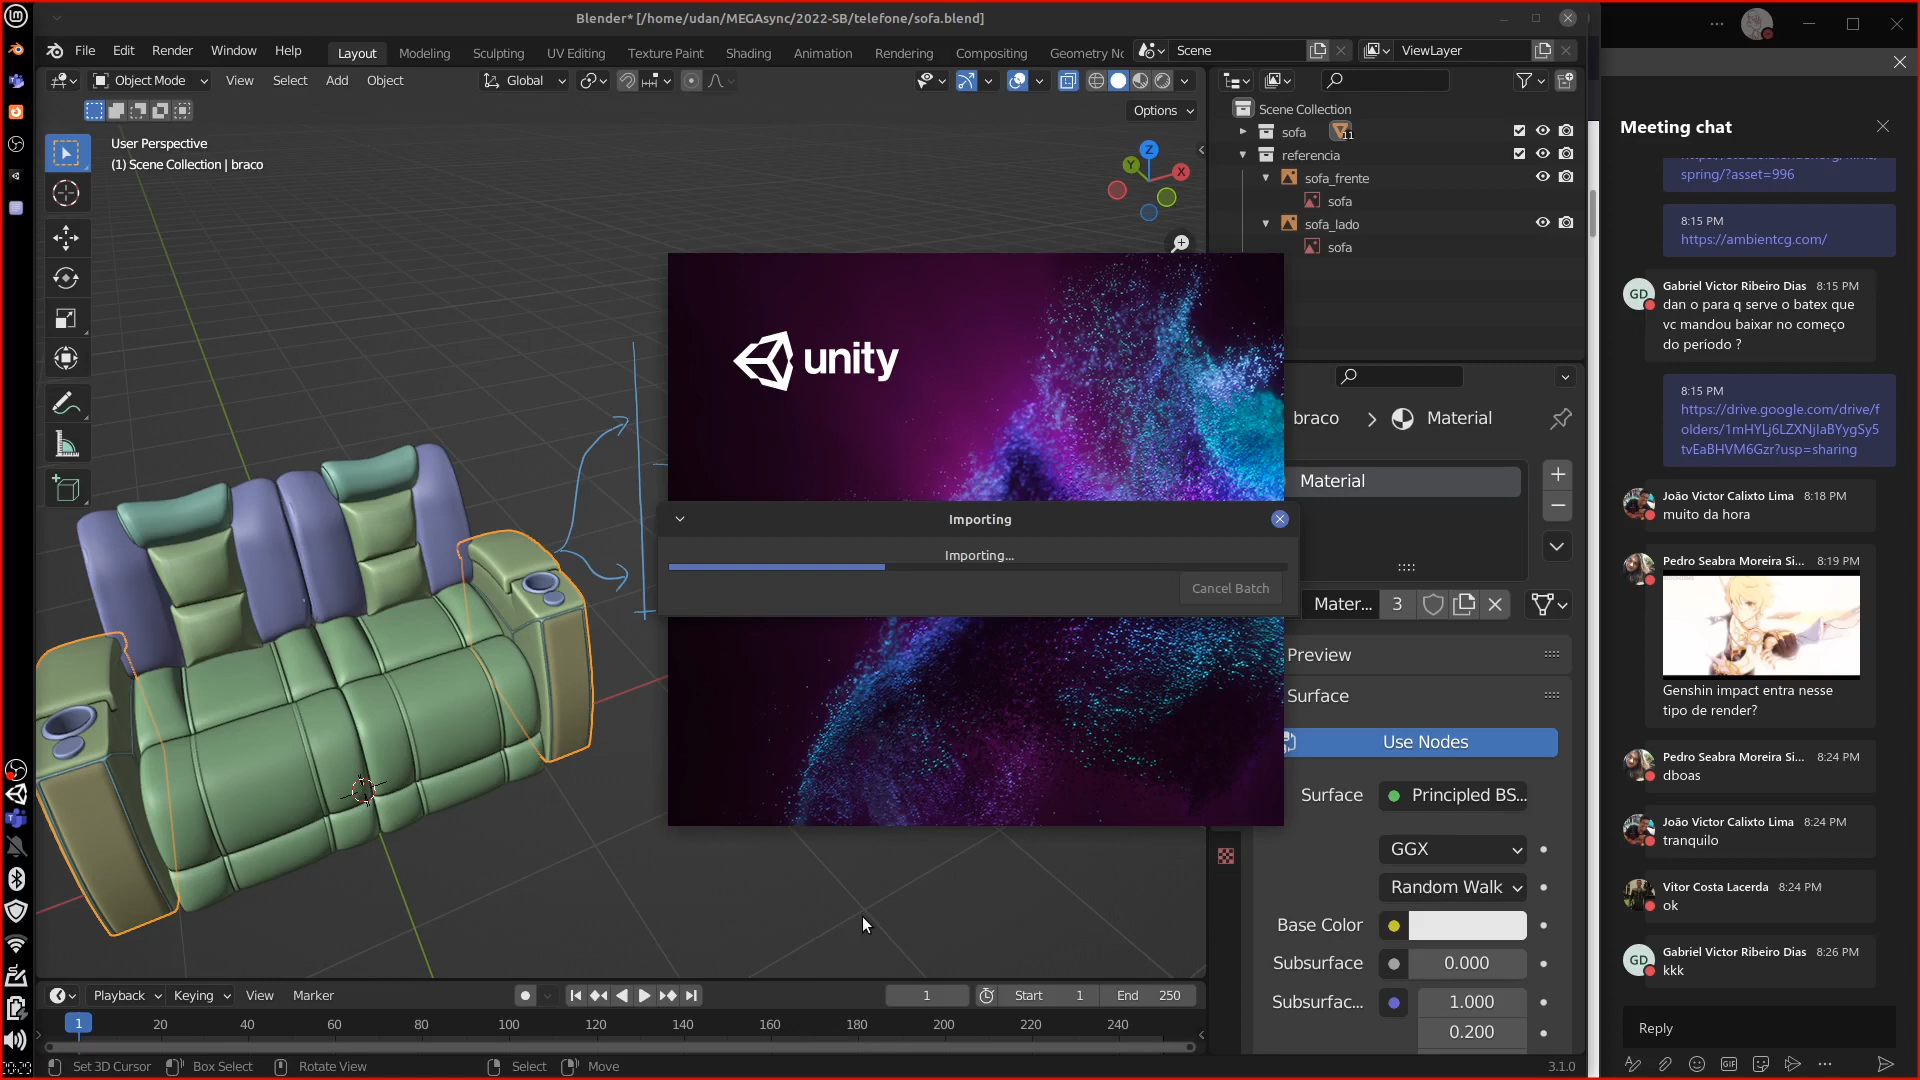 Blender* [/home/udan/MEGAsync/2022-SB/telefone/sofa.blend]
File Edit Render Window Help
Layout Modeling Sculpting UV Editing Texture Paint Shading Animation Rendering Compositing Geometry No
Scene
ViewLayer
Object Mode View Select Add Object
Global
Options
User Perspective
(1) Scene Collection | braco
Z
Y
X
Scene Collection
sofa 11
referencia
sofa_frente
sofa
sofa_lado
sofa
unity
Importing
Importing...
Cancel Batch
braco > Material
Material
Mater... 3
Preview
Surface
Use Nodes
Surface Principled BS...
GGX
Random Walk
Base Color
Subsurface 0.000
Subsurfac... 1.000
0.200
Playback Keying View Marker
1 Start 1 End 250
1 20 40 60 80 100 120 140 160 180 200 220 240
Set 3D Cursor Box Select Rotate View Select Move
3.1.0
Meeting chat
spring/?asset=996
8:15 PM
https://ambientcg.com/
GD
Gabriel Victor Ribeiro Dias 8:15 PM
dan o para q serve o batex que
vc mandou baixar no começo
do período ?
8:15 PM
https://drive.google.com/drive/f
olders/1mHYLj6LZXNjlaBYygSy5
tvEaBHVM6Gzr?usp=sharing
João Victor Calixto Lima 8:18 PM
muito da hora
Pedro Seabra Moreira Si... 8:19 PM
Genshin impact entra nesse
tipo de render?
Pedro Seabra Moreira Si... 8:24 PM
dboas
João Victor Calixto Lima 8:24 PM
tranquilo
Vitor Costa Lacerda 8:24 PM
ok
GD
Gabriel Victor Ribeiro Dias 8:26 PM
kkk
Reply
GIF